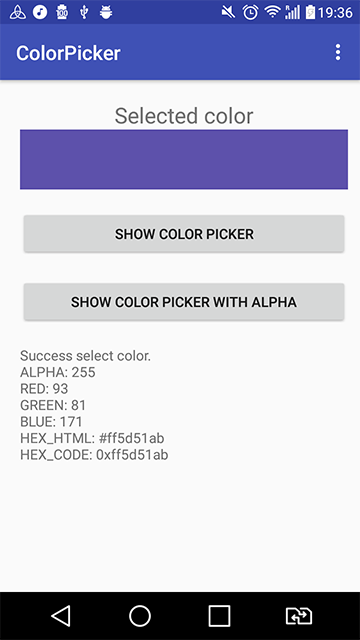 19:36
ColorPicker
Selected color
SHOW COLOR PICKER
SHOW COLOR PICKER WITH ALPHA
Success select color.
ALPHA: 255
RED: 93
GREEN: 81
BLUE: 171
HEX_HTML: #ff5d51ab
HEX_CODE: 0xff5d51ab